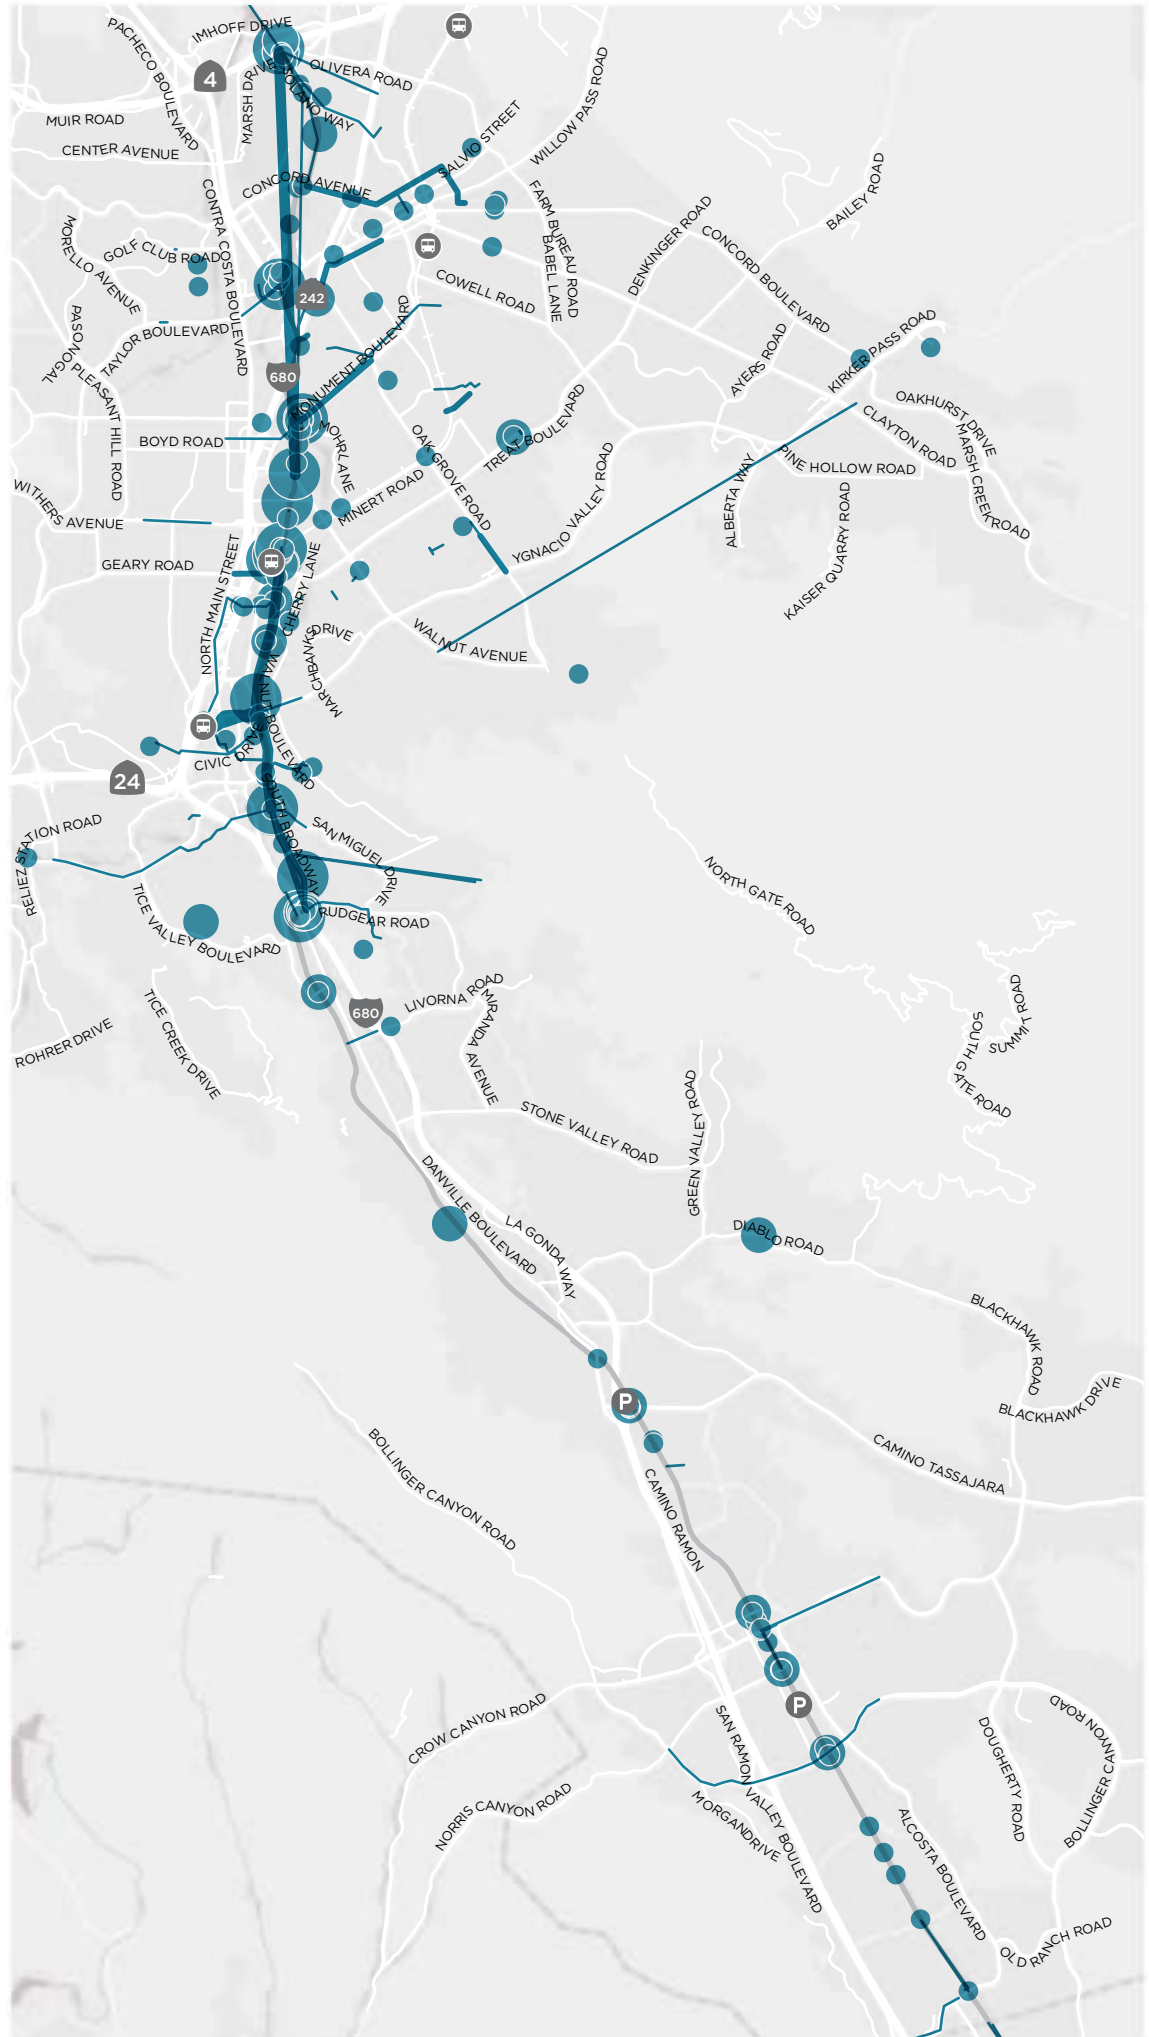 IMHOFF DRIVE
PACHECO BOULEVARD
4
MARSH DRIVE
OLIVERA ROAD
SOLANO WAY
WILLOW PASS ROAD
MUIR ROAD
CENTER AVENUE
SALVIO STREET
CONCORD AVENUE
CONTRA COSTA BOULEVARD
FARM BUREAU ROAD
BABEL LANE
BAILEY ROAD
DENKINGER ROAD
CONCORD BOULEVARD
MORELLO AVENUE
GOLF CLUB ROAD
COWELL ROAD
242
PASO NOGAL
TAYLOR BOULEVARD
PLEASANT HILL ROAD
680
MONUMENT BOULEVARD
AYERS ROAD
KIRKER PASS ROAD
OAKHURST DRIVE
CLAYTON ROAD
MARSH CREEK ROAD
BOYD ROAD
MOHR LANE
OAK GROVE ROAD
TREAT BOULEVARD
PINE HOLLOW ROAD
ALBERTA WAY
KAISER QUARRY ROAD
WITHERS AVENUE
MINERT ROAD
YGNACIO VALLEY ROAD
GEARY ROAD
NORTH MAIN STREET
CHERRY LANE
MARCHBANKS DRIVE
WALNUT AVENUE
WALNUT BOULEVARD
CIVIC DRIVE
24
SOUTH BROADWAY
SAN MIGUEL DRIVE
RELIEZ STATION ROAD
TICE VALLEY BOULEVARD
RUDGEAR ROAD
NORTH GATE ROAD
680
LIVORNA ROAD
MIRANDA AVENUE
TICE CREEK DRIVE
ROHRER DRIVE
SUMMIT ROAD
SOUTH GATE ROAD
STONE VALLEY ROAD
GREEN VALLEY ROAD
DANVILLE BOULEVARD
LA GONDA WAY
DIABLO ROAD
BLACKHAWK ROAD
BLACKHAWK DRIVE
P
BOLLINGER CANYON ROAD
CAMINO TASSAJARA
CAMINO RAMON
P
CROW CANYON ROAD
SAN RAMON VALLEY BOULEVARD
DOUGHERTY ROAD
BOLLINGER CANYON ROAD
NORRIS CANYON ROAD
MORGAN DRIVE
ALCOSTA BOULEVARD
OLD RANCH ROAD